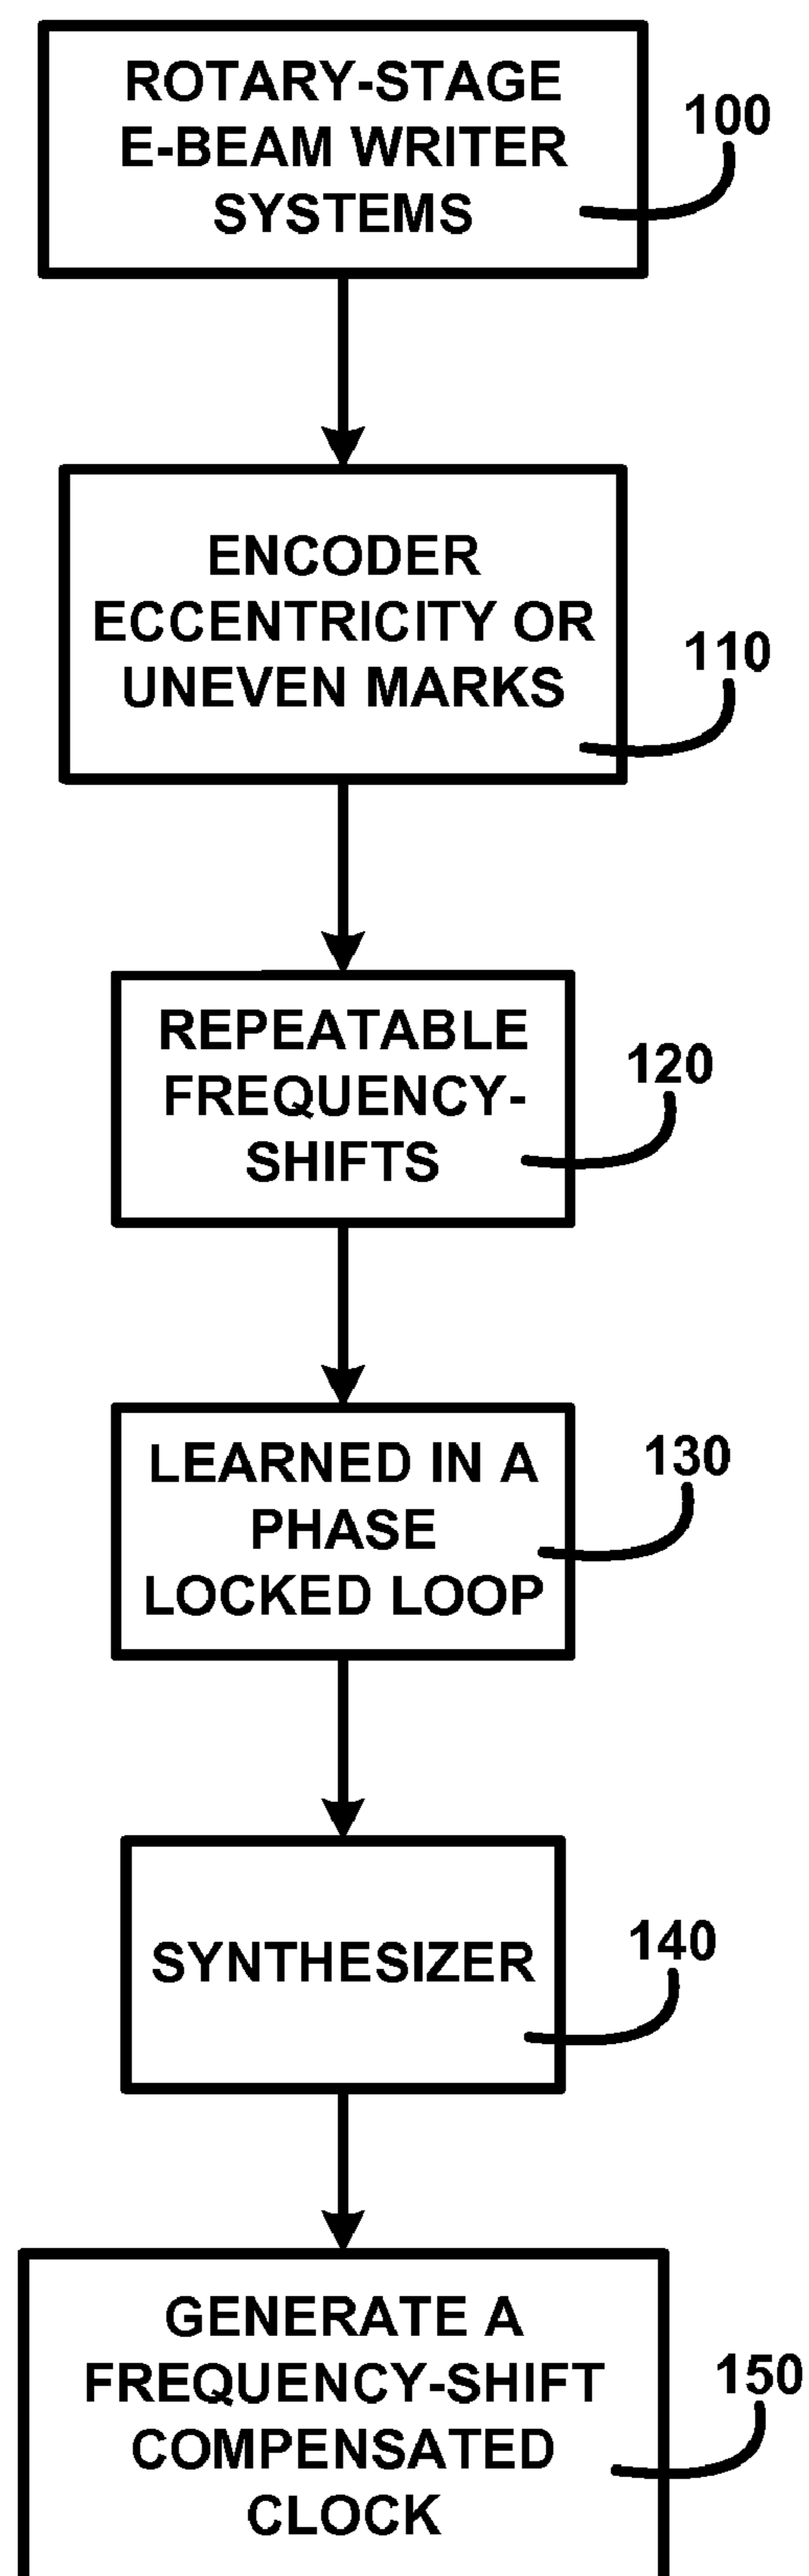 ROTARY-STAGE
E-BEAM WRITER
SYSTEMS
100
ENCODER
ECCENTRICITY OR
UNEVEN MARKS
110
REPEATABLE
FREQUENCY-
SHIFTS
120
LEARNED IN A
PHASE
LOCKED LOOP
130
SYNTHESIZER
140
GENERATE A
FREQUENCY-SHIFT
COMPENSATED
CLOCK
150